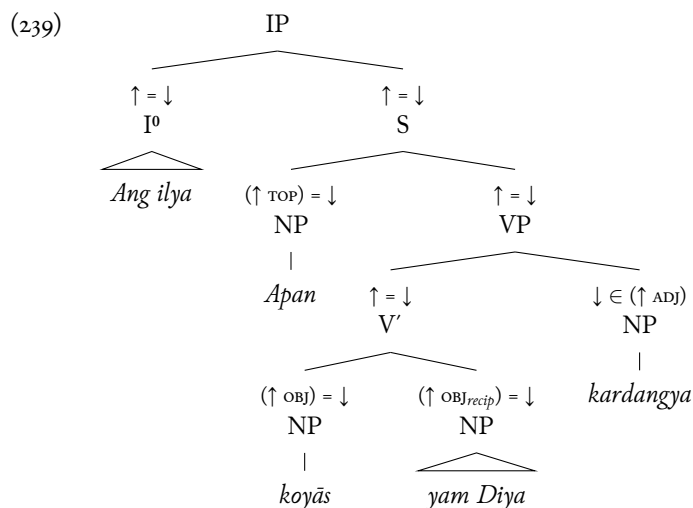 (239) IP
↑ = ↓ ↑ = ↓
I⁰ S
Ang ilya (↑ TOP) = ↓ ↑ = ↓
NP VP
Apan ↑ = ↓ ↓ ∈ (↑ ADJ)
V′ NP
(↑ OBJ) = ↓ (↑ OBJrecip) = ↓ kardangya
NP NP
koyās yam Diya